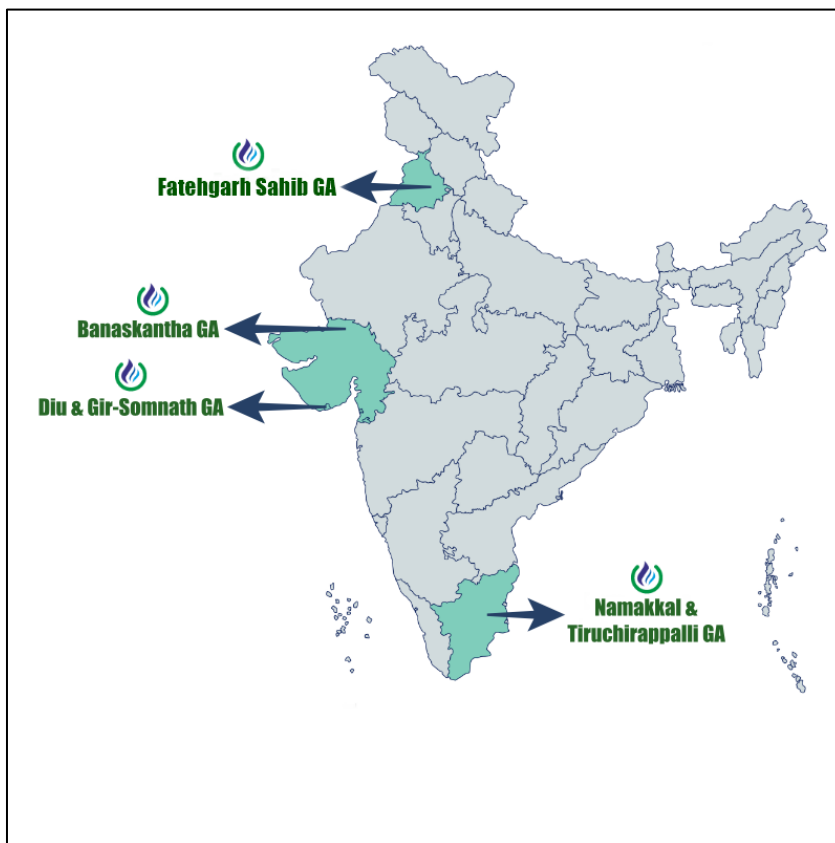 Fatehgarh Sahib GA
Banaskantha GA
Diu & Gir-Somnath GA
Namakkal &
Tiruchirappalli GA